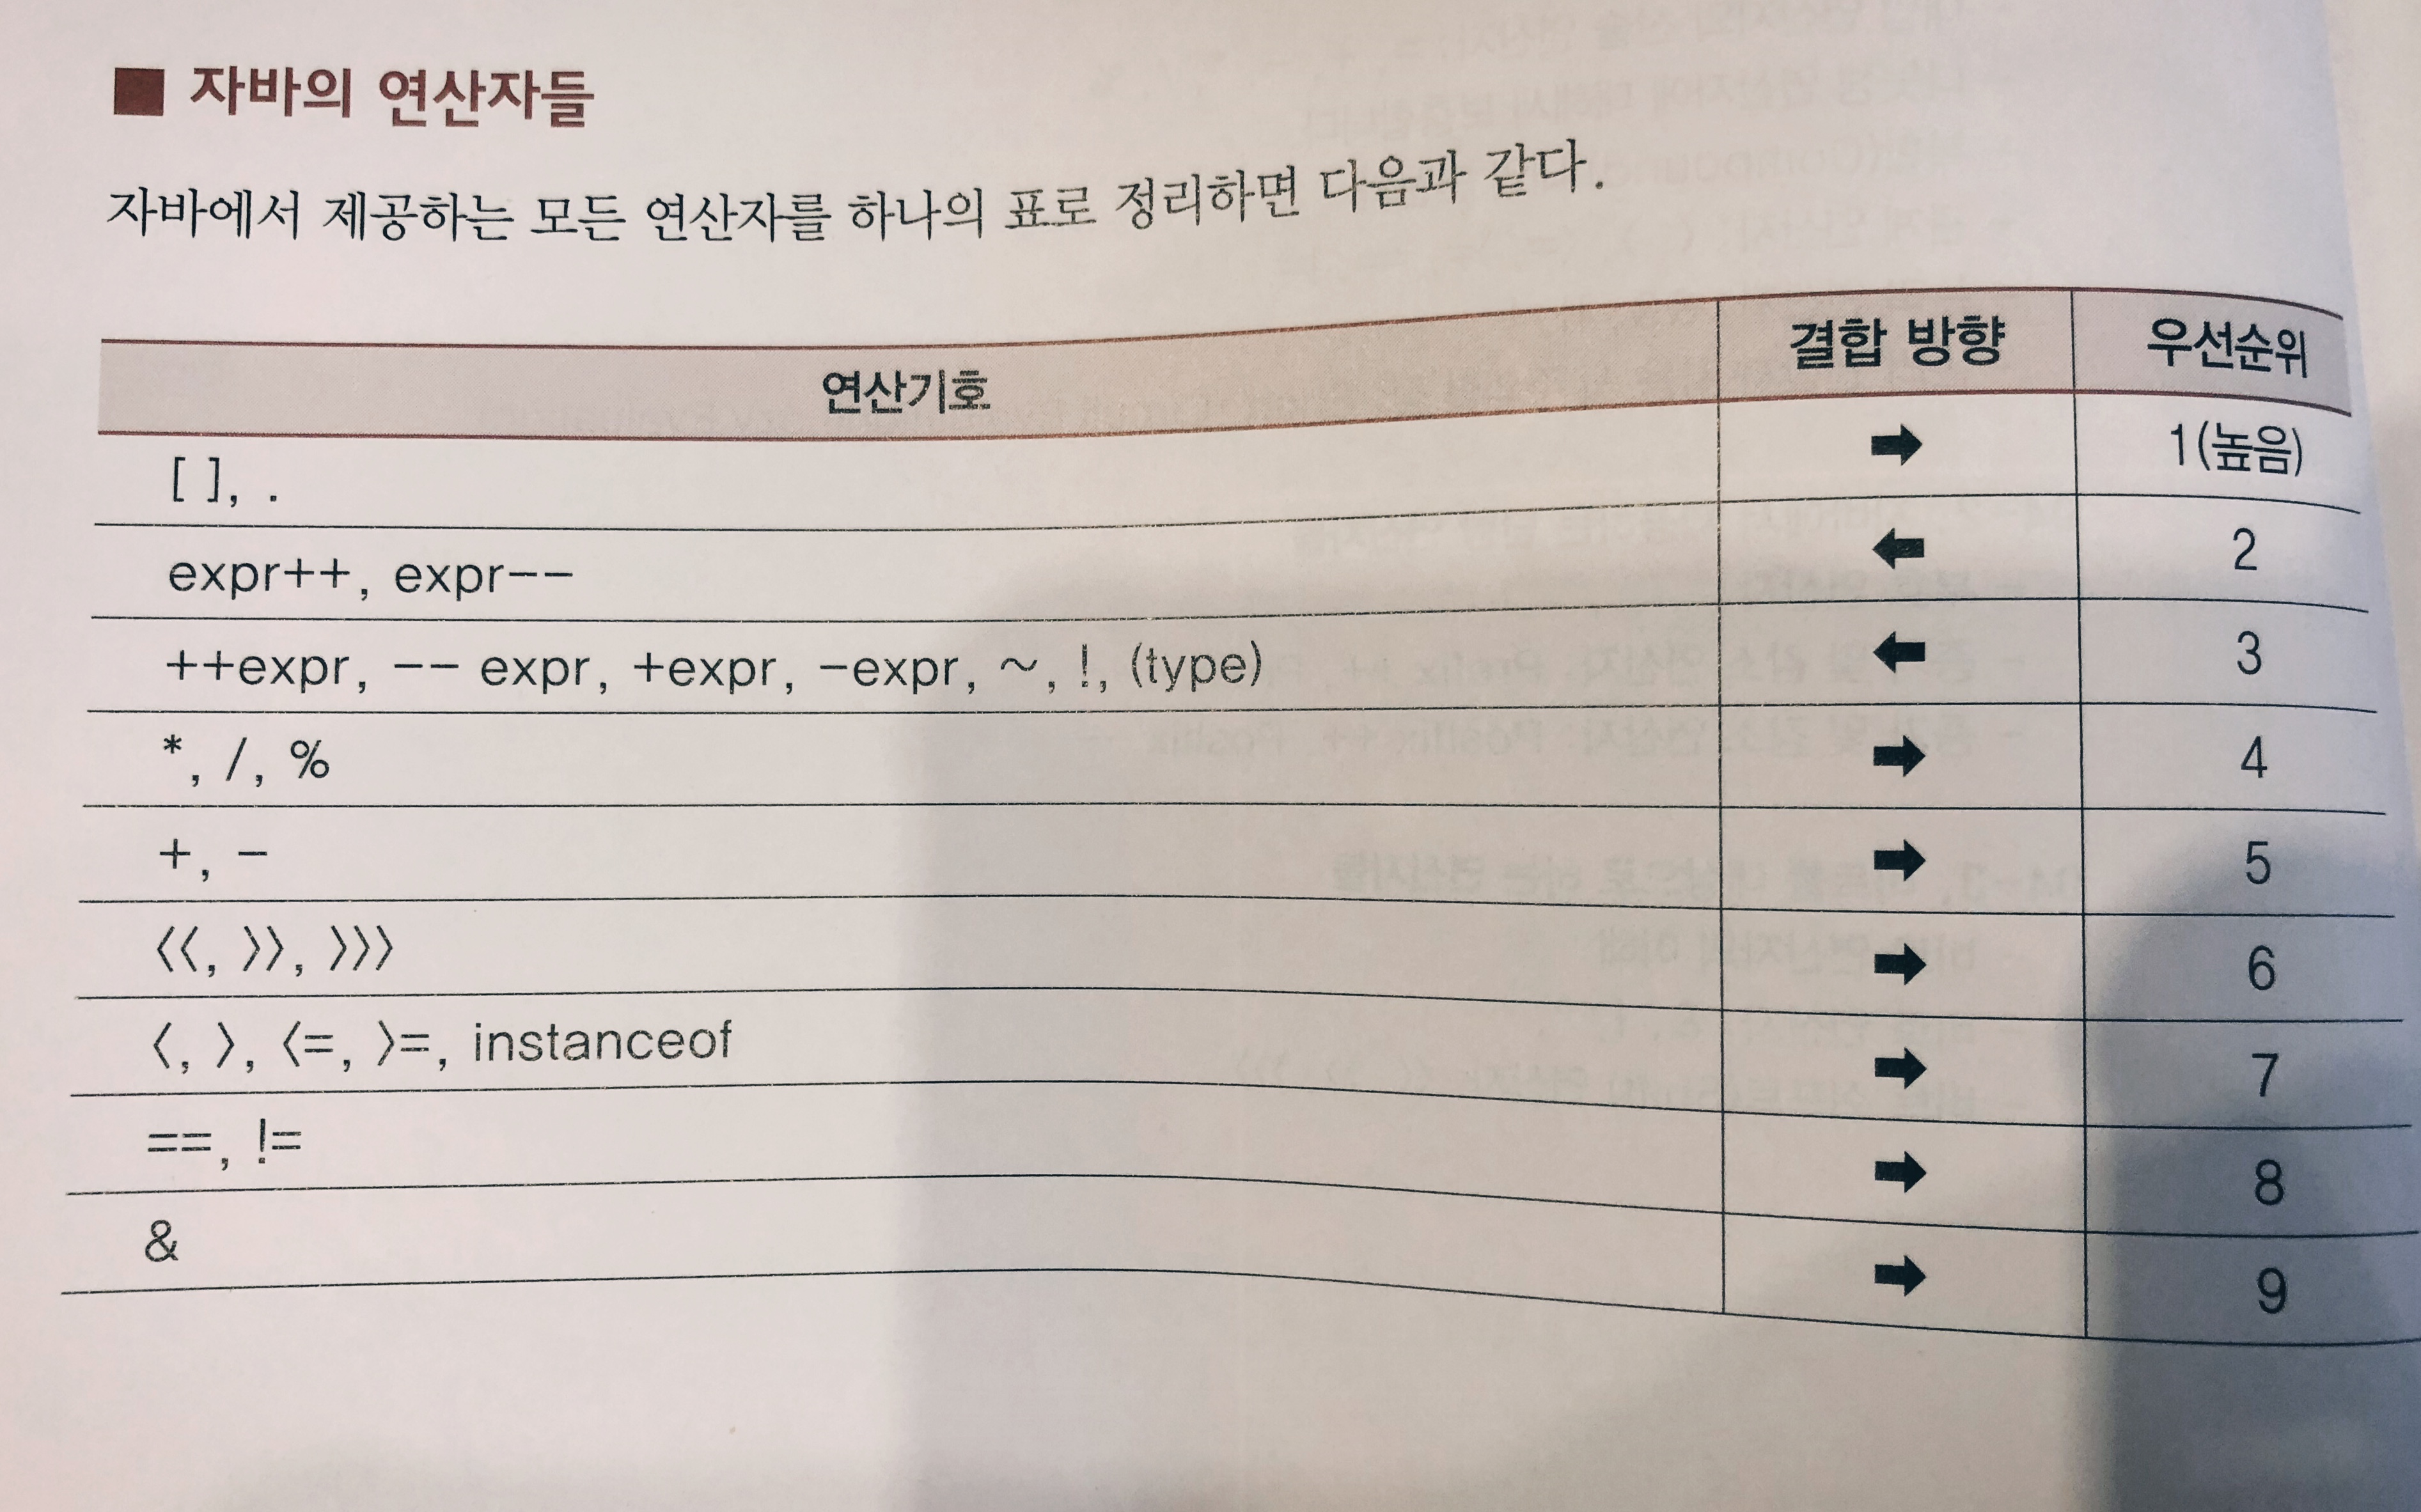 ■ 자바의 연산자들
자바에서 제공하는 모든 연산자를 하나의 표로 정리하면 다음과 같다.
연산기호 결합 방향 우선순위
[ ], . ➡ 1(높음)
expr++, expr-- ⬅ 2
++expr, -- expr, +expr, -expr, ~, !, (type) ⬅ 3
*, /, % ➡ 4
+, - ➡ 5
〈〈, 〉〉, 〉〉〉 ➡ 6
〈, 〉, 〈=, 〉=, instanceof ➡ 7
==, != ➡ 8
& ➡ 9